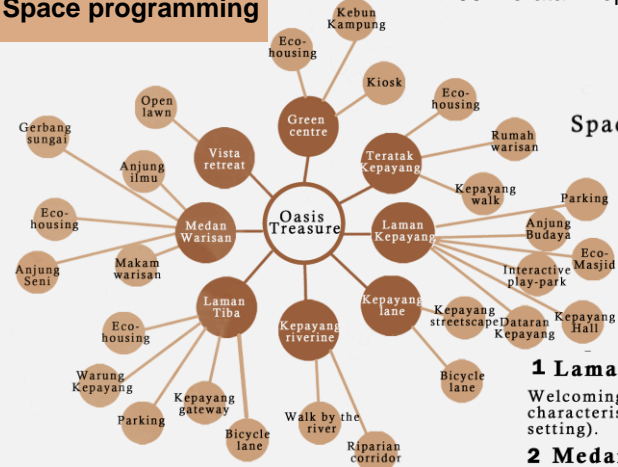 Space programming
Kebun
Kampung
Eco-
housing
Kiosk
Green
centre
Open
lawn
Eco-
housing
Gerbang
sungai
Rumah
warisan
Spa
Vista
retreat
Teratak
Kepayang
Anjung
ilmu
Kepayang
walk
Parking
Oasis
Treasure
Eco-
housing
Medan
Warisan
Laman
Kepayang
Anjung
Budaya
Eco-
Masjid
Anjung
Seni
Makam
warisan
Interactive
play-park
Laman
Tiba
Kepayang
lane
Kepayang
streetscape
Dataran
Kepayang
Kepayang
Hall
Eco-
housing
Kepayang
riverine
Warung
Kepayang
Bicycle
lane
Kepayang
gateway
Parking
Walk by the
river
Bicycle
lane
Riparian
corridor
1 Lama
Welcoming
characteris
setting).
2 Meda